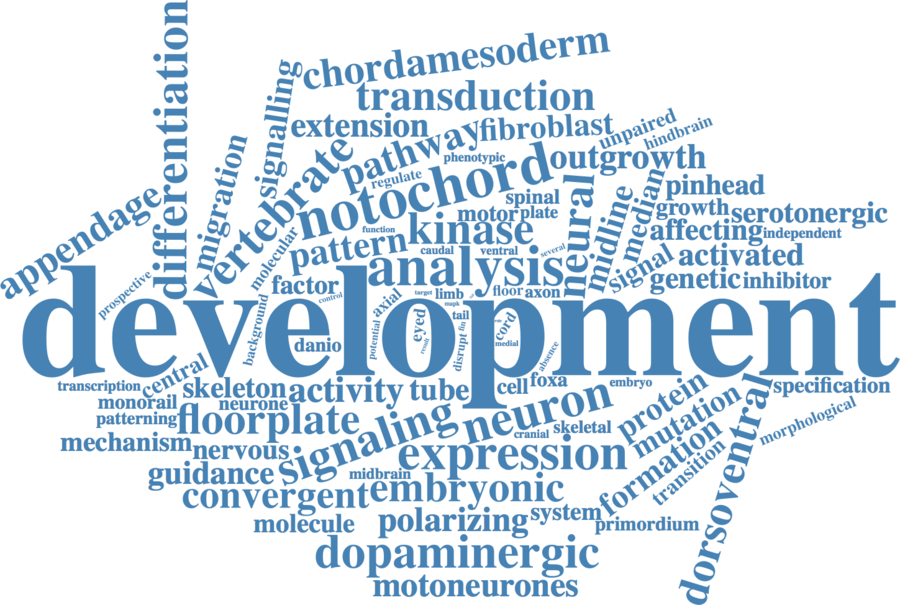 differentiation
chordamesoderm
signalling
transduction
extension
pathway
fibroblast
unpaired
hindbrain
migration
vertebrate
phenotypic
regulate
outgrowth
appendage
notochord
spinal
neural
midline
median
pinhead
motor
plate
growth
serotonergic
function
kinase
affecting
independent
molecular
pattern
caudal
ventral
several
signal
activated
prospective
factor
analysis
genetic
inhibitor
control
axial
target
limb
floor
axon
mapk
development
background
potential
eyed
tail
fin
cord
danio
result
disrupt
medial
absence
transcription
central
skeleton
activity
tube
cell
foxa
embryo
protein
specification
monorail
neurone
patterning
floorplate
signaling
neuron
mutation
dorsoventral
morphological
mechanism
nervous
cranial
skeletal
expression
formation
transition
guidance
midbrain
convergent
embryonic
system
primordium
molecule
polarizing
dopaminergic
motoneurones